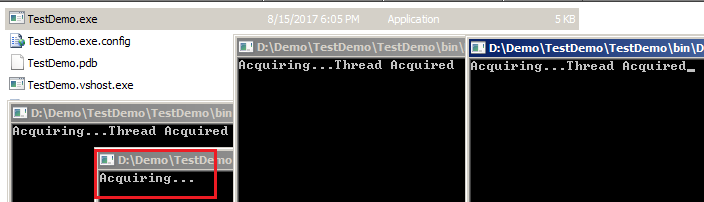 TestDemo.exe 8/15/2017 6:05 PM Application 5 KB
TestDemo.exe.config
TestDemo.pdb
TestDemo.vshost.exe
D:\Demo\TestDemo\TestDemo\bin\
Acquiring...Thread Acquired
D:\Demo\TestDemo\TestDemo\bin\D
Acquiring...Thread Acquired_
D:\Demo\TestDemo\TestDemo\bin
Acquiring...Thread Acquired
D:\Demo\TestDemo
Acquiring...